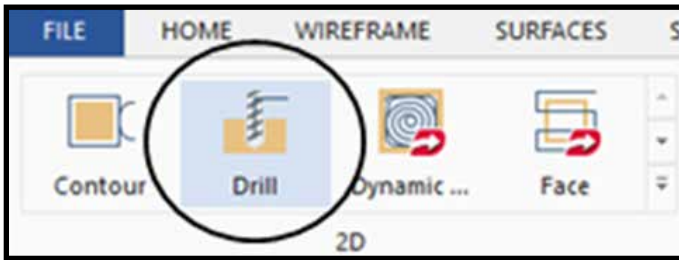 FILE HOME WIREFRAME SURFACES S
Contour Drill Dynamic ... Face
2D